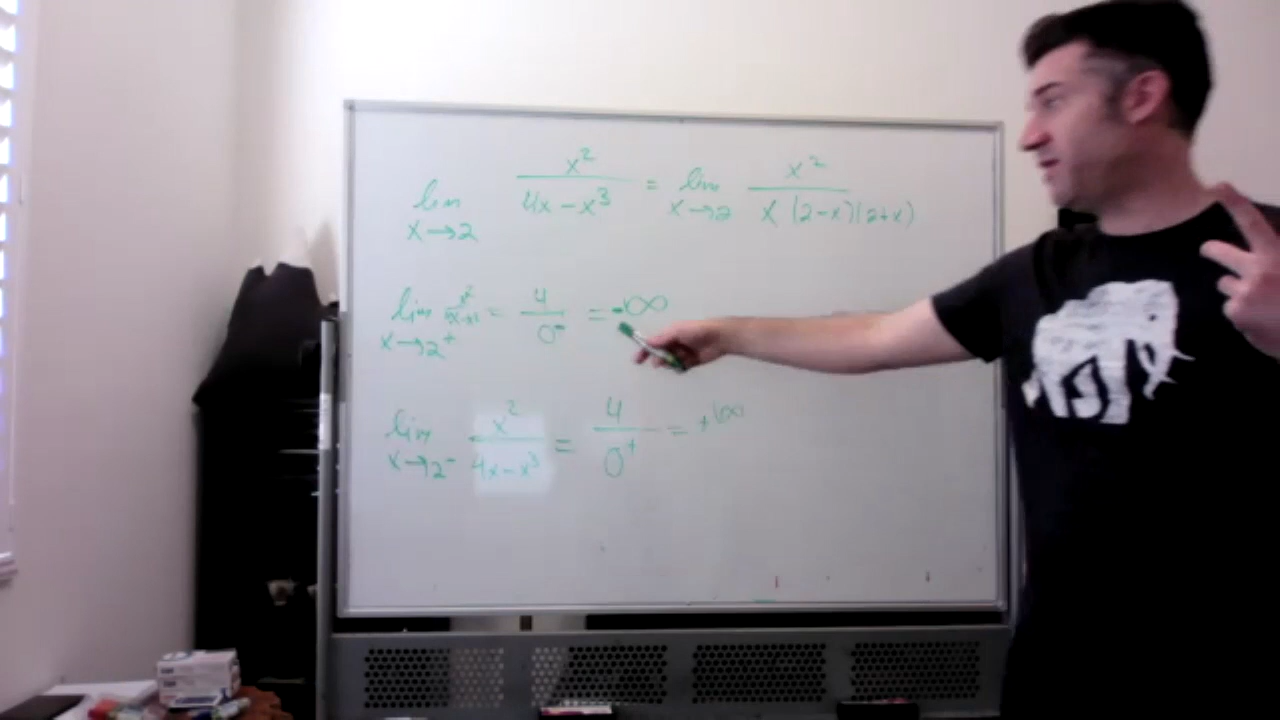 lim x→2 x²/(4x-x³) = lim x→2 x²/(x (2-x)(2+x))
lim x→2⁺ x²/(4x-x³) = 4/0⁻ = -∞
lim x→2⁻ x²/(4x-x³) = 4/0⁺ = +∞